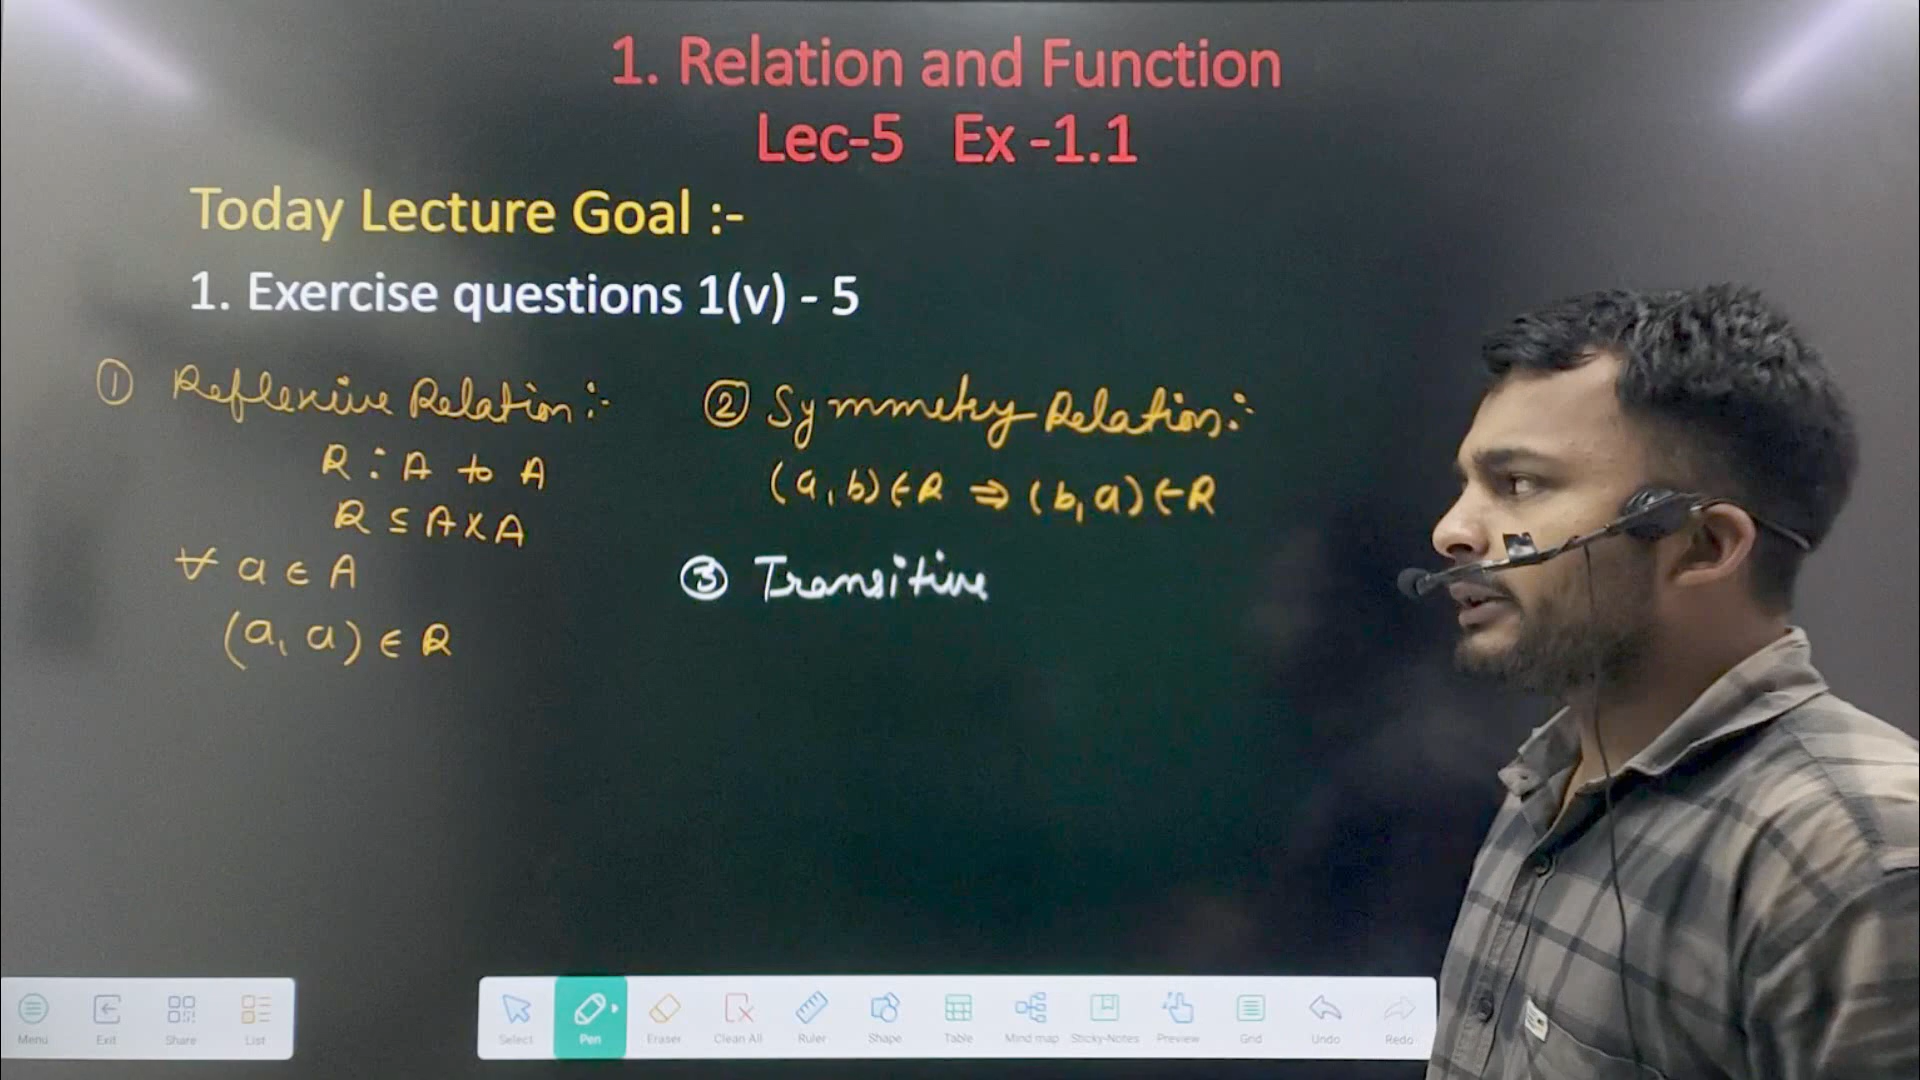 1. Relation and Function
Lec-5 Ex -1.1
Today Lecture Goal :-
1. Exercise questions 1(v) - 5
① Reflexive Relation :-
R : A to A
R ⊆ A X A
∀ a ∈ A
(a, a) ∈ R
② Symmetry Relation :-
(a, b) ∈ R ⇒ (b, a) ∈ R
③ Transitive
Menu Exit Share List
Select Pen Eraser Clean All Ruler Shape Table Mind map Sticky-Notes Preview Grid Undo Redo